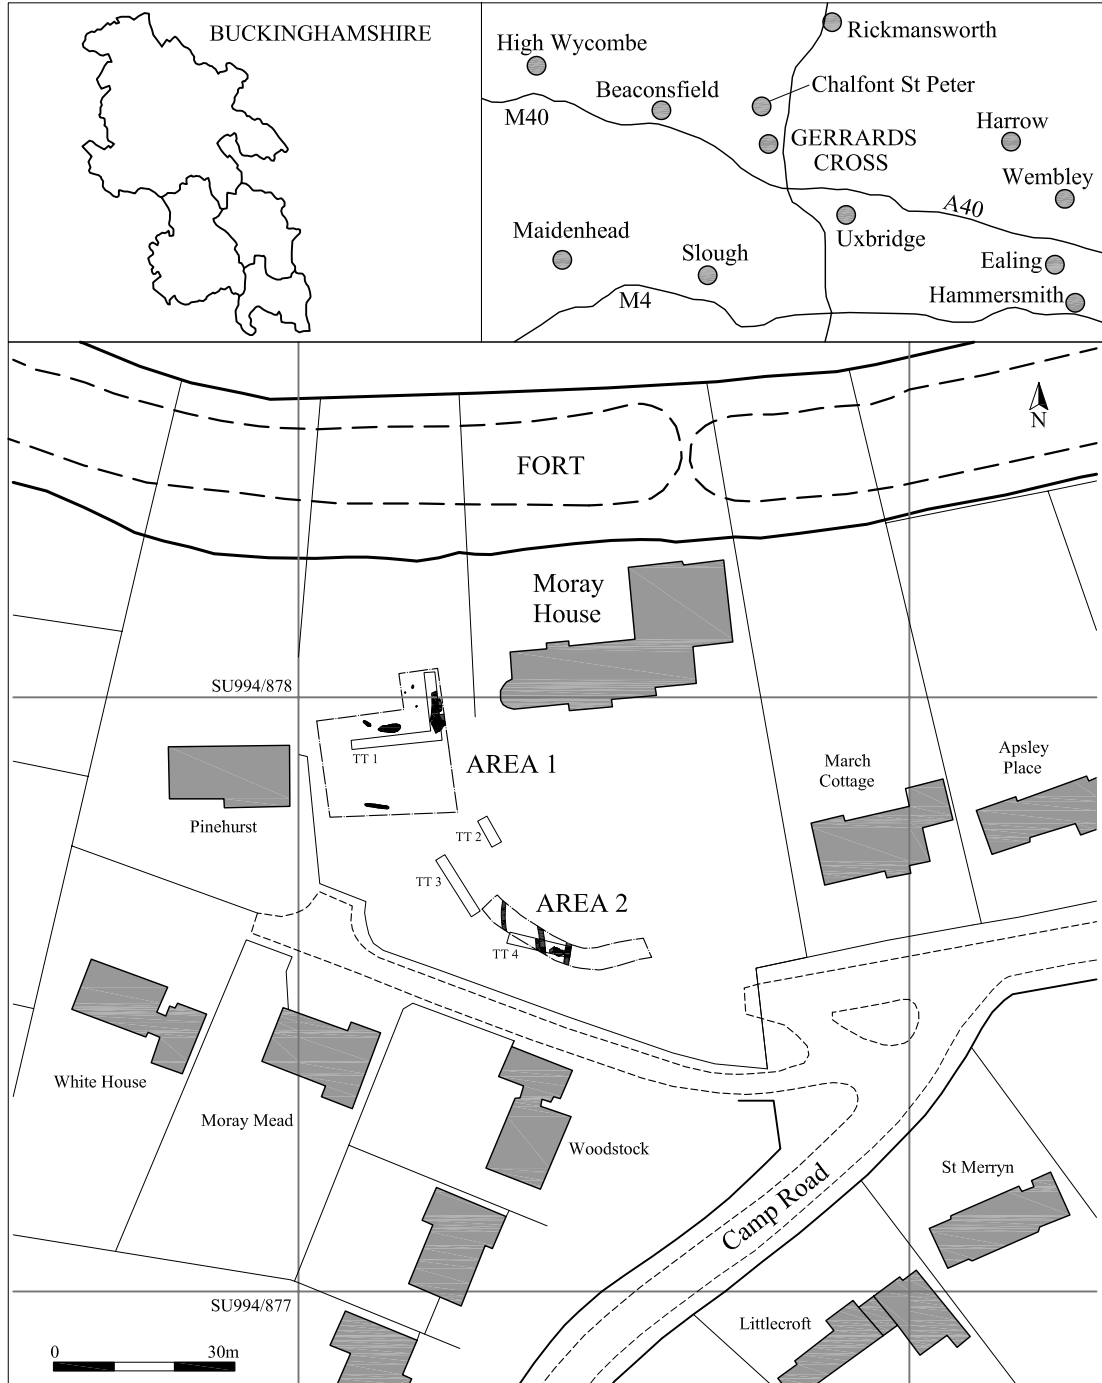 BUCKINGHAMSHIRE
High Wycombe
Rickmansworth
Beaconsfield
Chalfont St Peter
M40
GERRARDS
CROSS
Harrow
Wembley
A40
Maidenhead
Slough
Uxbridge
Ealing
M4
Hammersmith
N
FORT
Moray
House
SU994/878
TT 1
AREA 1
March
Cottage
Apsley
Place
Pinehurst
TT 2
TT 3
AREA 2
TT 4
White House
Moray Mead
Woodstock
St Merryn
Camp Road
SU994/877
Littlecroft
0 30m